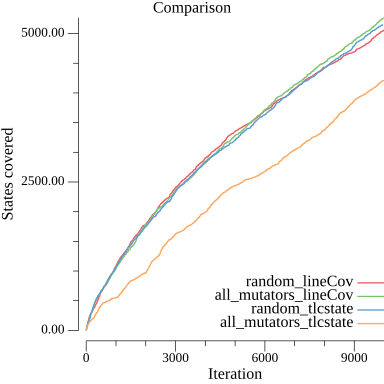 Comparison
States covered
5000.00
2500.00
0.00
random_lineCov
all_mutators_lineCov
random_tlcstate
all_mutators_tlcstate
0 3000 6000 9000
Iteration